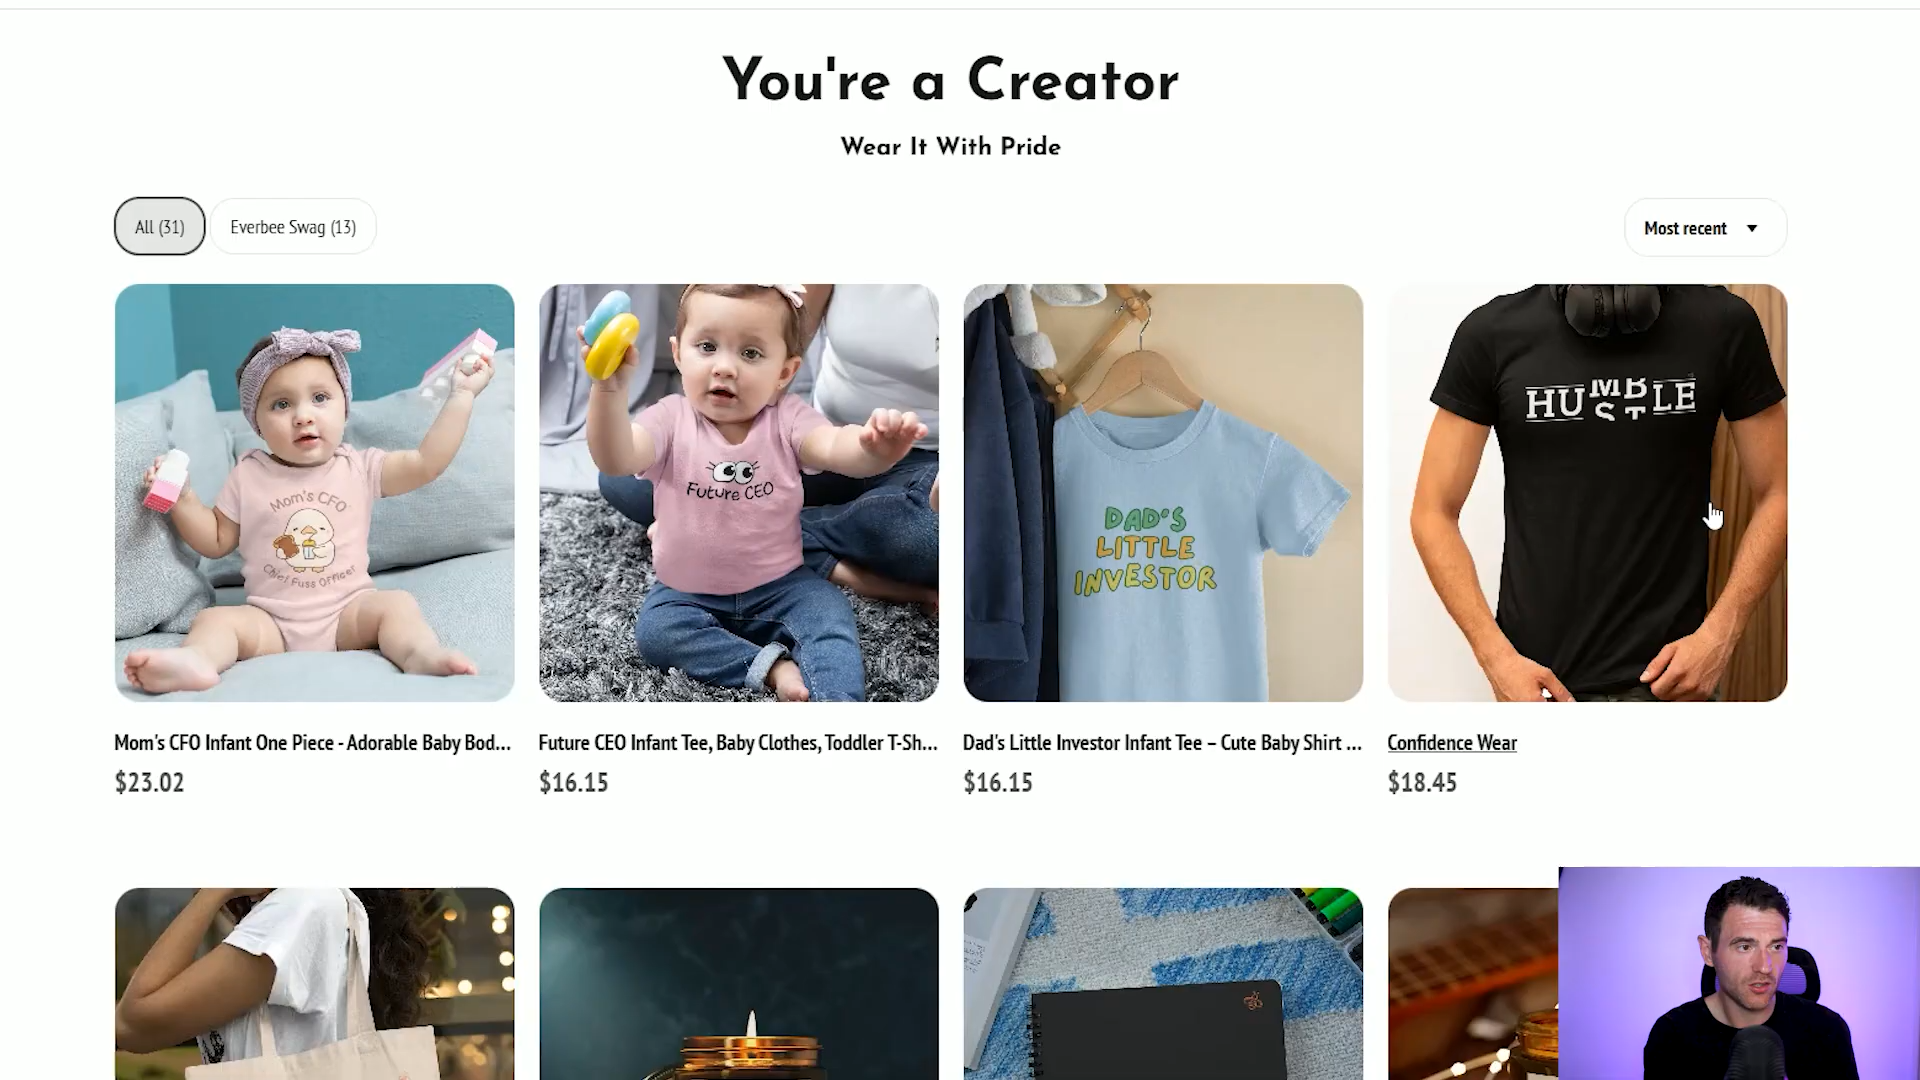 You're a Creator
Wear It With Pride
All (31)
Everbee Swag (13)
Most recent
Mom's CFO
Chief Fuss Officer
Future CEO
DAD'S
LITTLE
INVESTOR
HUMBLE
HUSTLE
Mom's CFO Infant One Piece - Adorable Baby Bod...
$23.02
Future CEO Infant Tee, Baby Clothes, Toddler T-Sh...
$16.15
Dad's Little Investor Infant Tee – Cute Baby Shirt ...
$16.15
Confidence Wear
$18.45